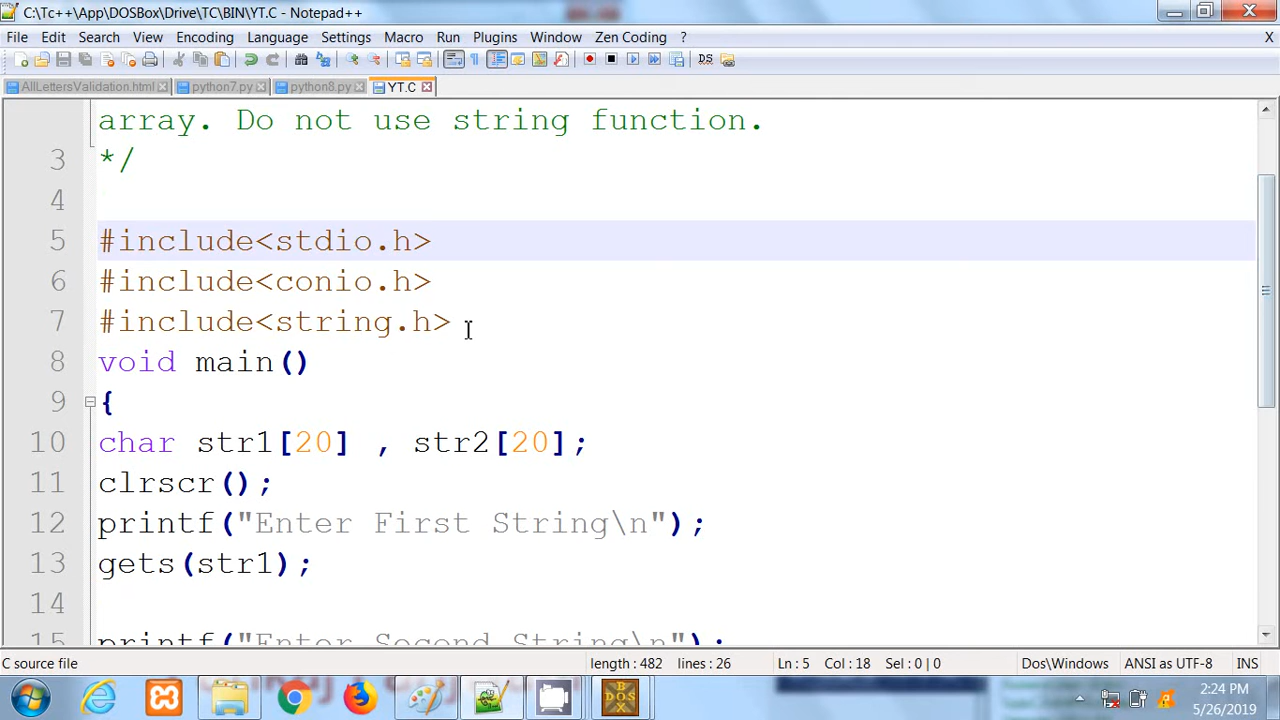 C:\Tc++\App\DOSBox\Drive\TC\BIN\YT.C - Notepad++
File Edit Search View Encoding Language Settings Macro Run Plugins Window Zen Coding ? X
AllLettersValidation.html python7.py python8.py YT.C
array. Do not use string function.
3 */
4
5 #include<stdio.h>
6 #include<conio.h>
7 #include<string.h>
8 void main()
9 {
10 char str1[20] , str2[20];
11 clrscr();
12 printf("Enter First String\n");
13 gets(str1);
14
15 printf("Enter Second String\n");
C source file length : 482 lines : 26 Ln : 5 Col : 18 Sel : 0 | 0 Dos\Windows ANSI as UTF-8 INS
2:24 PM
5/26/2019